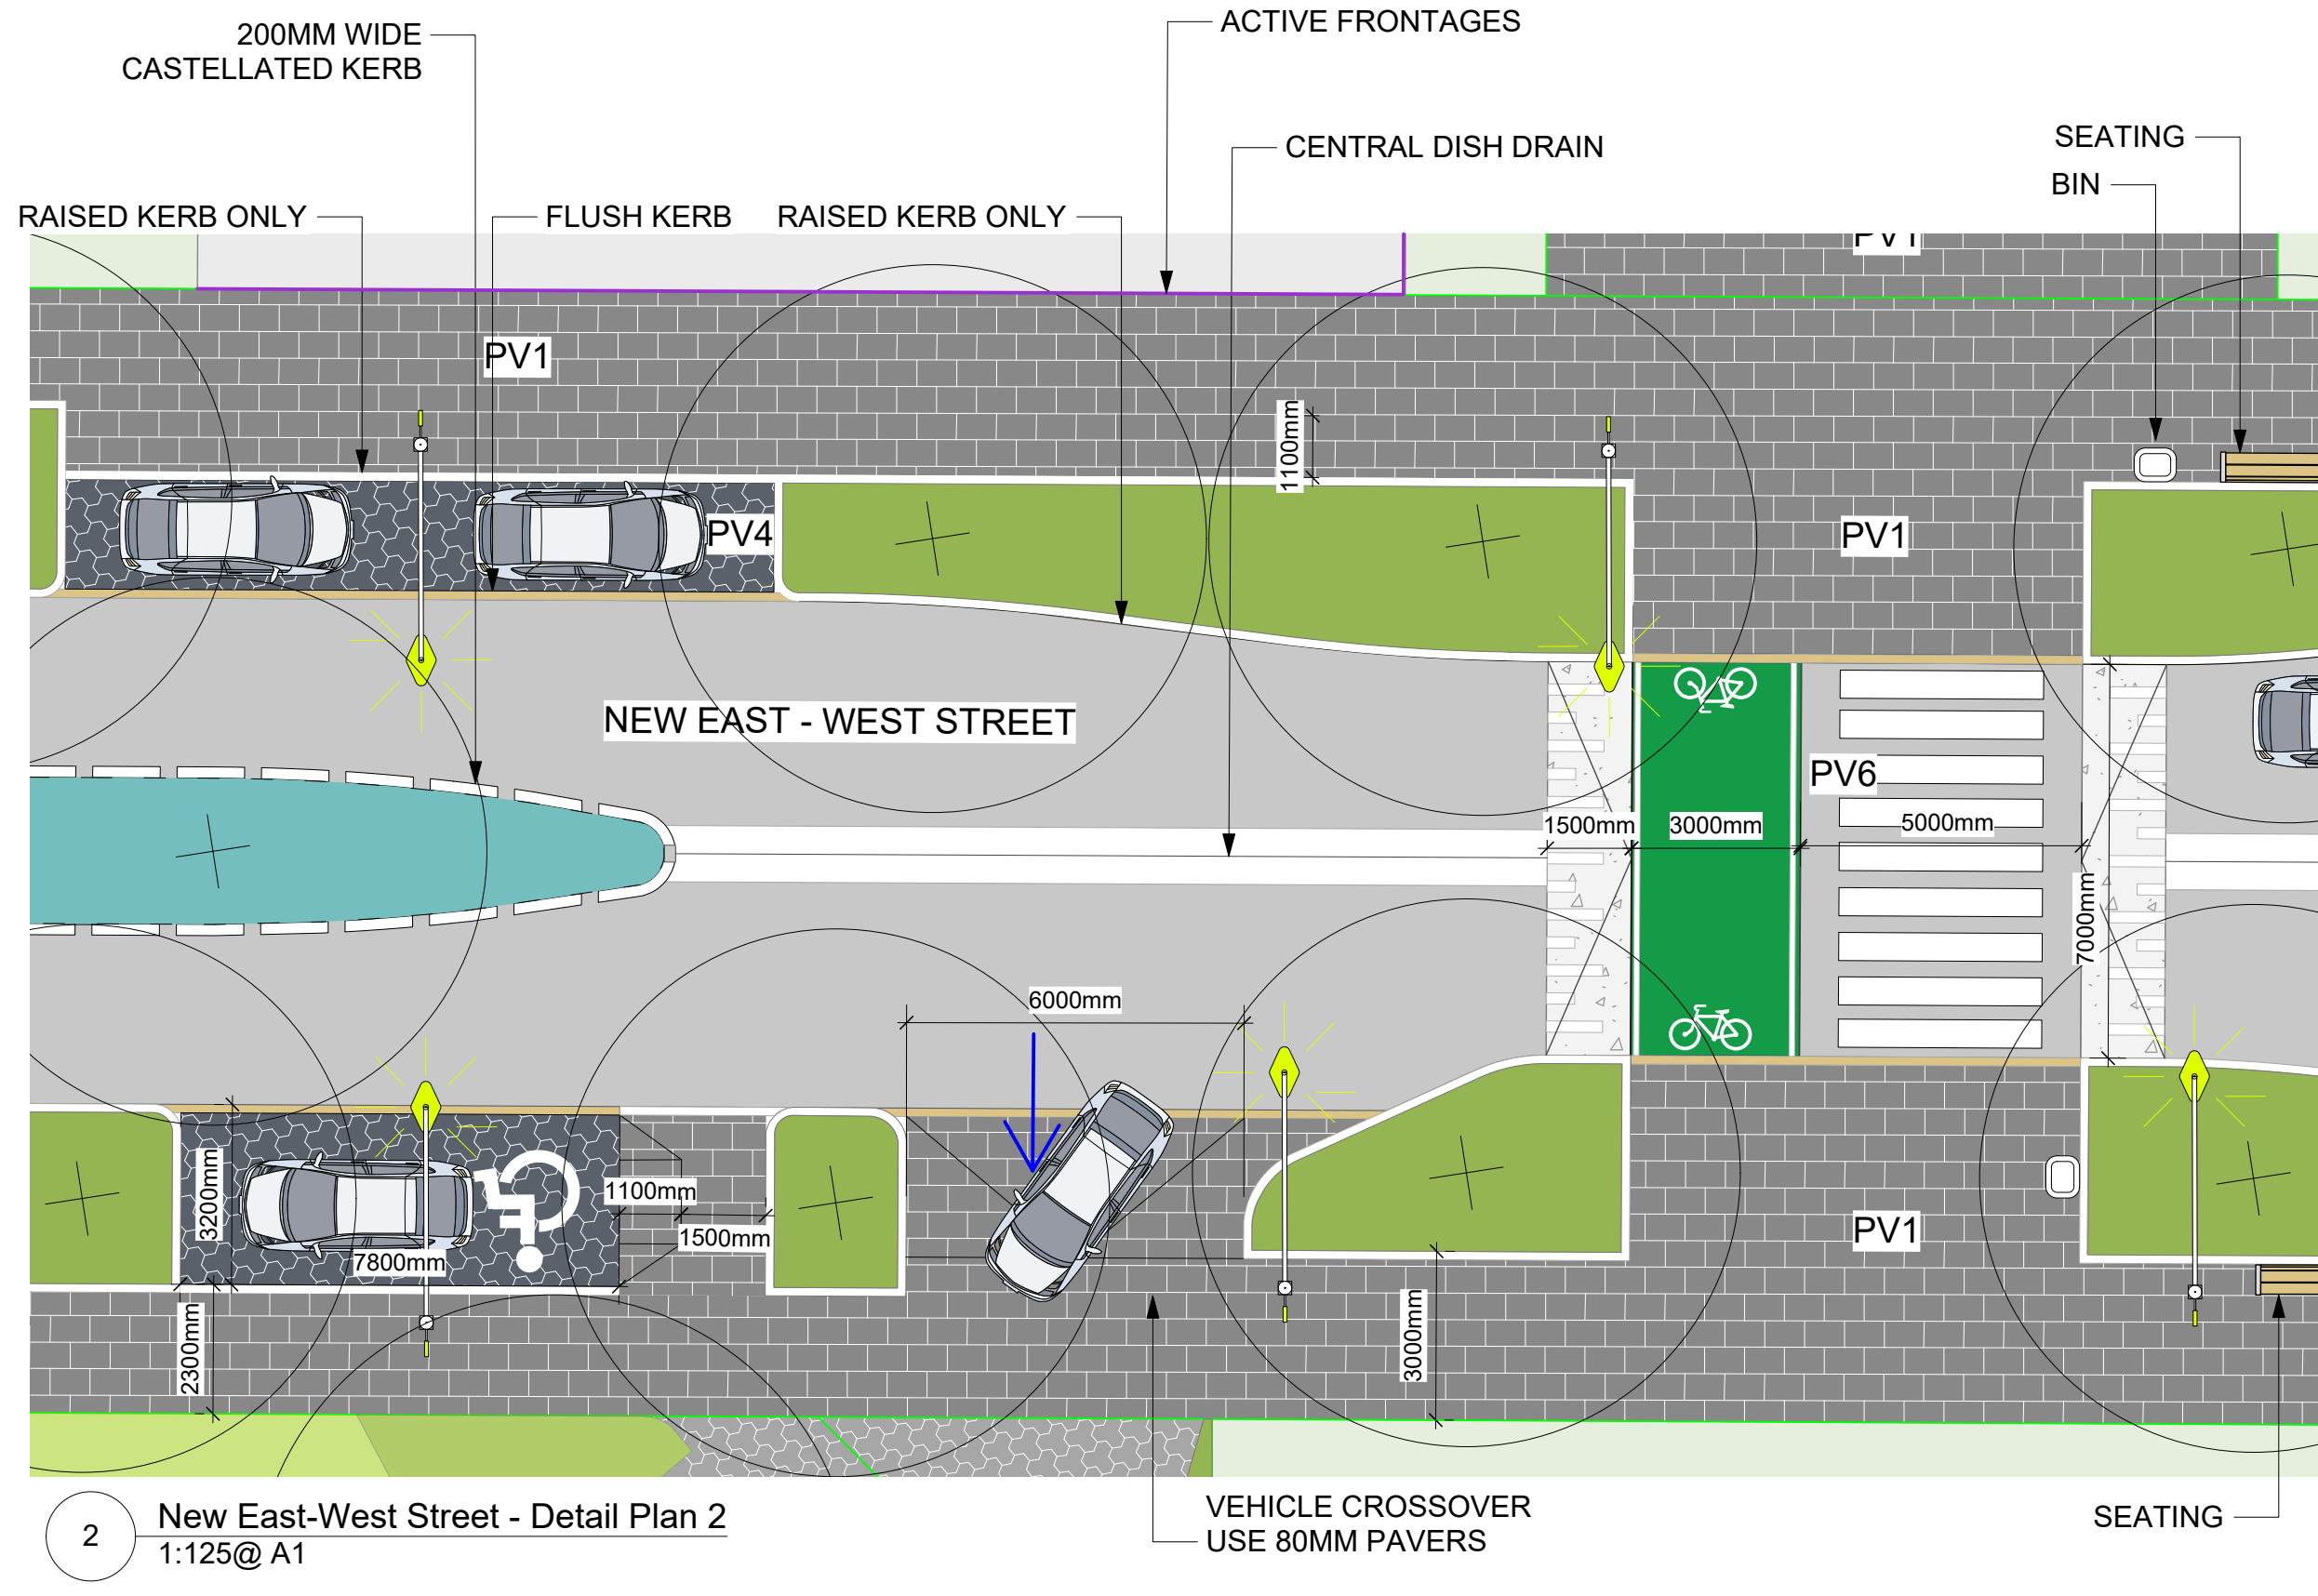 200MM WIDE
CASTELLATED KERB
ACTIVE FRONTAGES
CENTRAL DISH DRAIN
SEATING
BIN
RAISED KERB ONLY
FLUSH KERB
RAISED KERB ONLY
PV1
PV1
1100mm
PV4
PV1
NEW EAST - WEST STREET
PV6
1500mm
3000mm
5000mm
7000mm
6000mm
3200mm
1100mm
1500mm
7800mm
PV1
2300mm
3000mm
2
New East-West Street - Detail Plan 2
1:125@ A1
VEHICLE CROSSOVER
USE 80MM PAVERS
SEATING